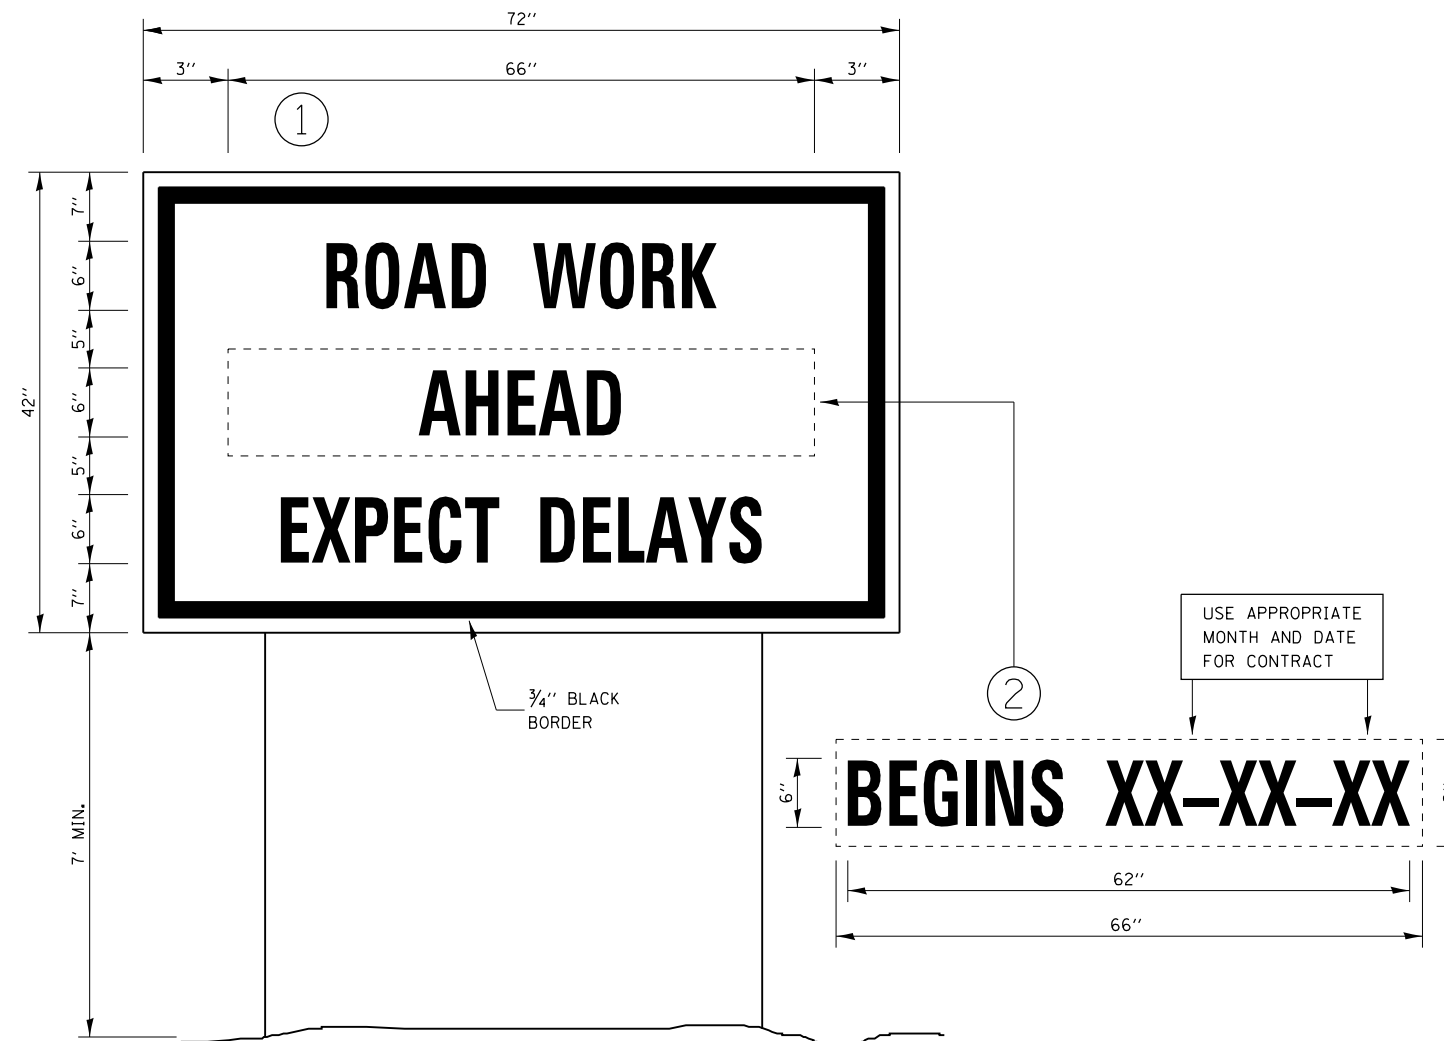 72''
3'' 66'' 3''
1
7''
6''
5''
6''
5''
6''
7''
42''
7' MIN.
ROAD WORK
AHEAD
EXPECT DELAYS
3/4'' BLACK
BORDER
2
USE APPROPRIATE
MONTH AND DATE
FOR CONTRACT
6''
BEGINS XX-XX-XX
62''
66''